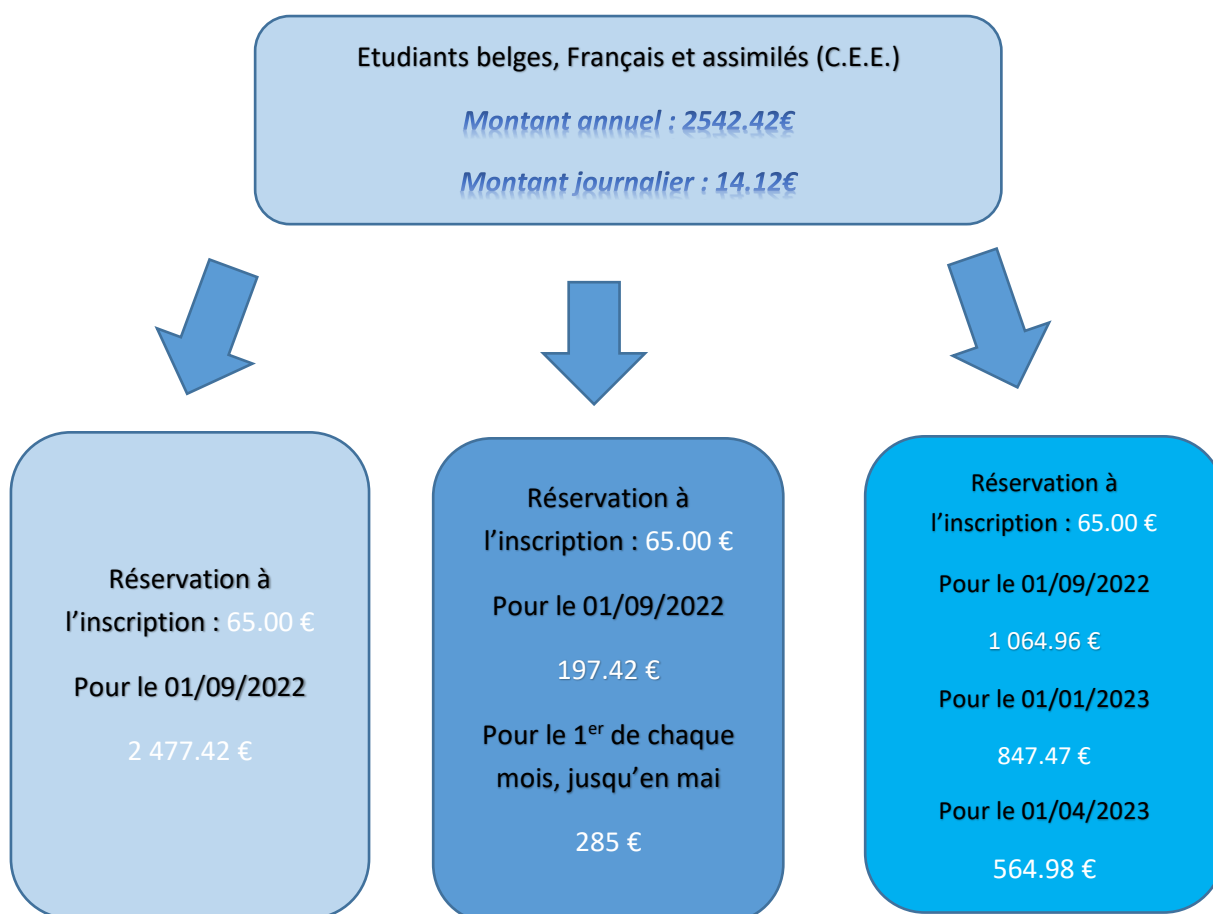 Etudiants belges, Français et assimilés (C.E.E.)
Montant annuel : 2542.42€
Montant journalier : 14.12€
Réservation à
l’inscription : 65.00 €
Pour le 01/09/2022
2 477.42 €
Réservation à
l’inscription : 65.00 €
Pour le 01/09/2022
197.42 €
Pour le 1er de chaque
mois, jusqu’en mai
285 €
Réservation à
l’inscription : 65.00 €
Pour le 01/09/2022
1 064.96 €
Pour le 01/01/2023
847.47 €
Pour le 01/04/2023
564.98 €